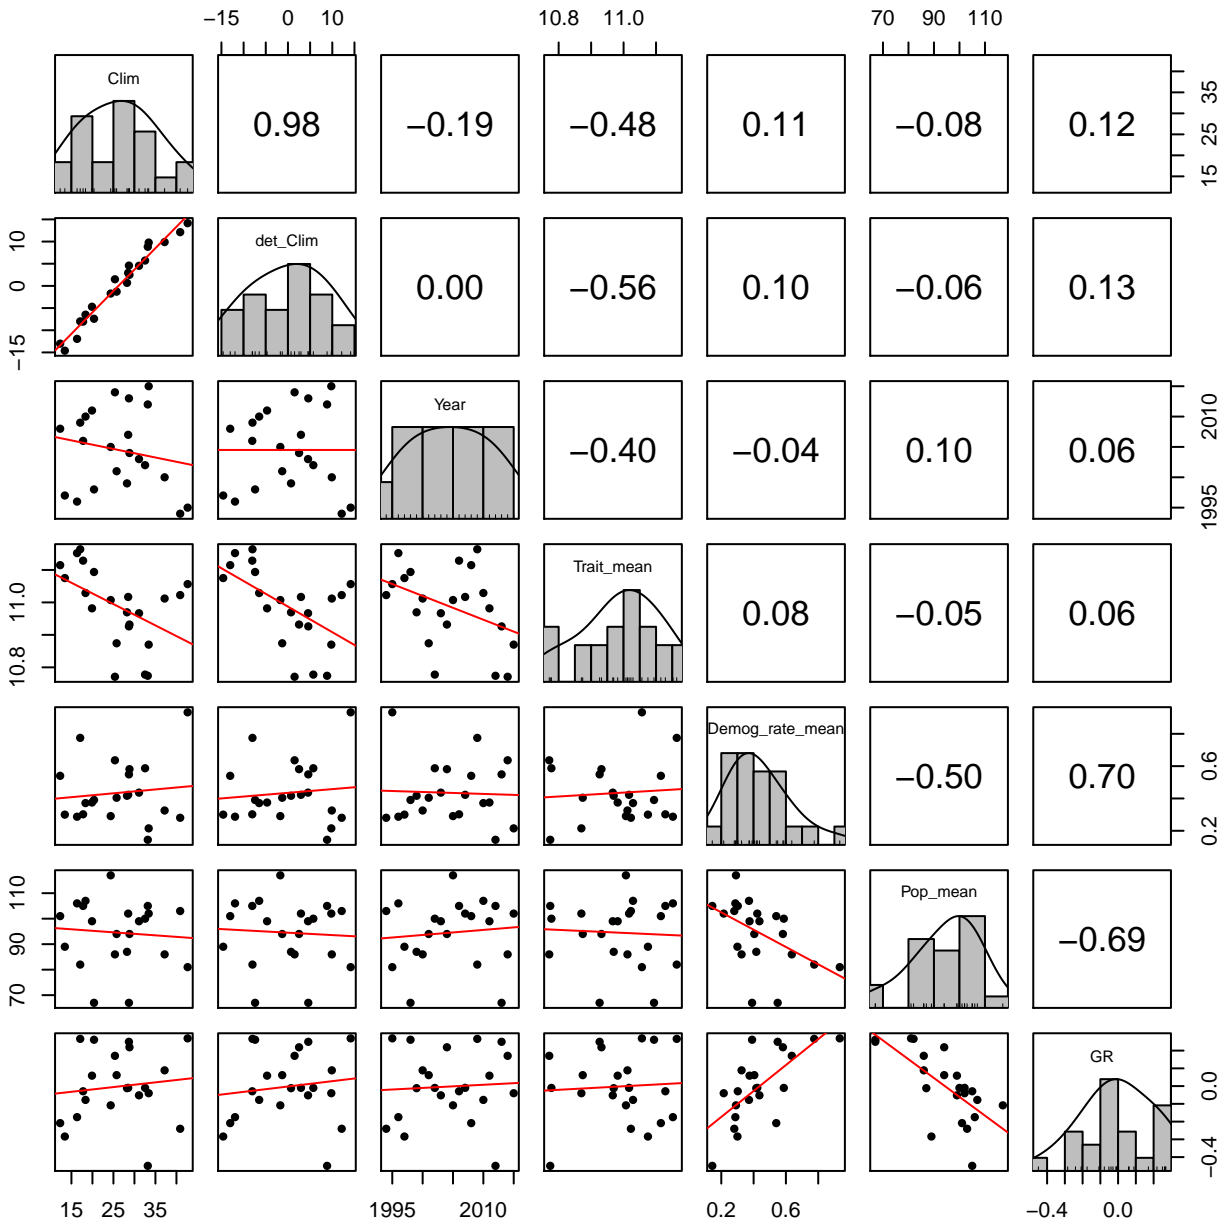 −15 0 10 10.8 11.0 70 90 110
Clim 0.98 −0.19 −0.48 0.11 −0.08 0.12 15 25 35
−15 0 10 det_Clim 0.00 −0.56 0.10 −0.06 0.13
Year −0.40 −0.04 0.10 0.06 1995 2010
10.8 11.0 Trait_mean 0.08 −0.05 0.06
Demog_rate_mean −0.50 0.70 0.2 0.6
70 90 110 Pop_mean −0.69
GR −0.4 0.0
15 25 35 1995 2010 0.2 0.6 −0.4 0.0